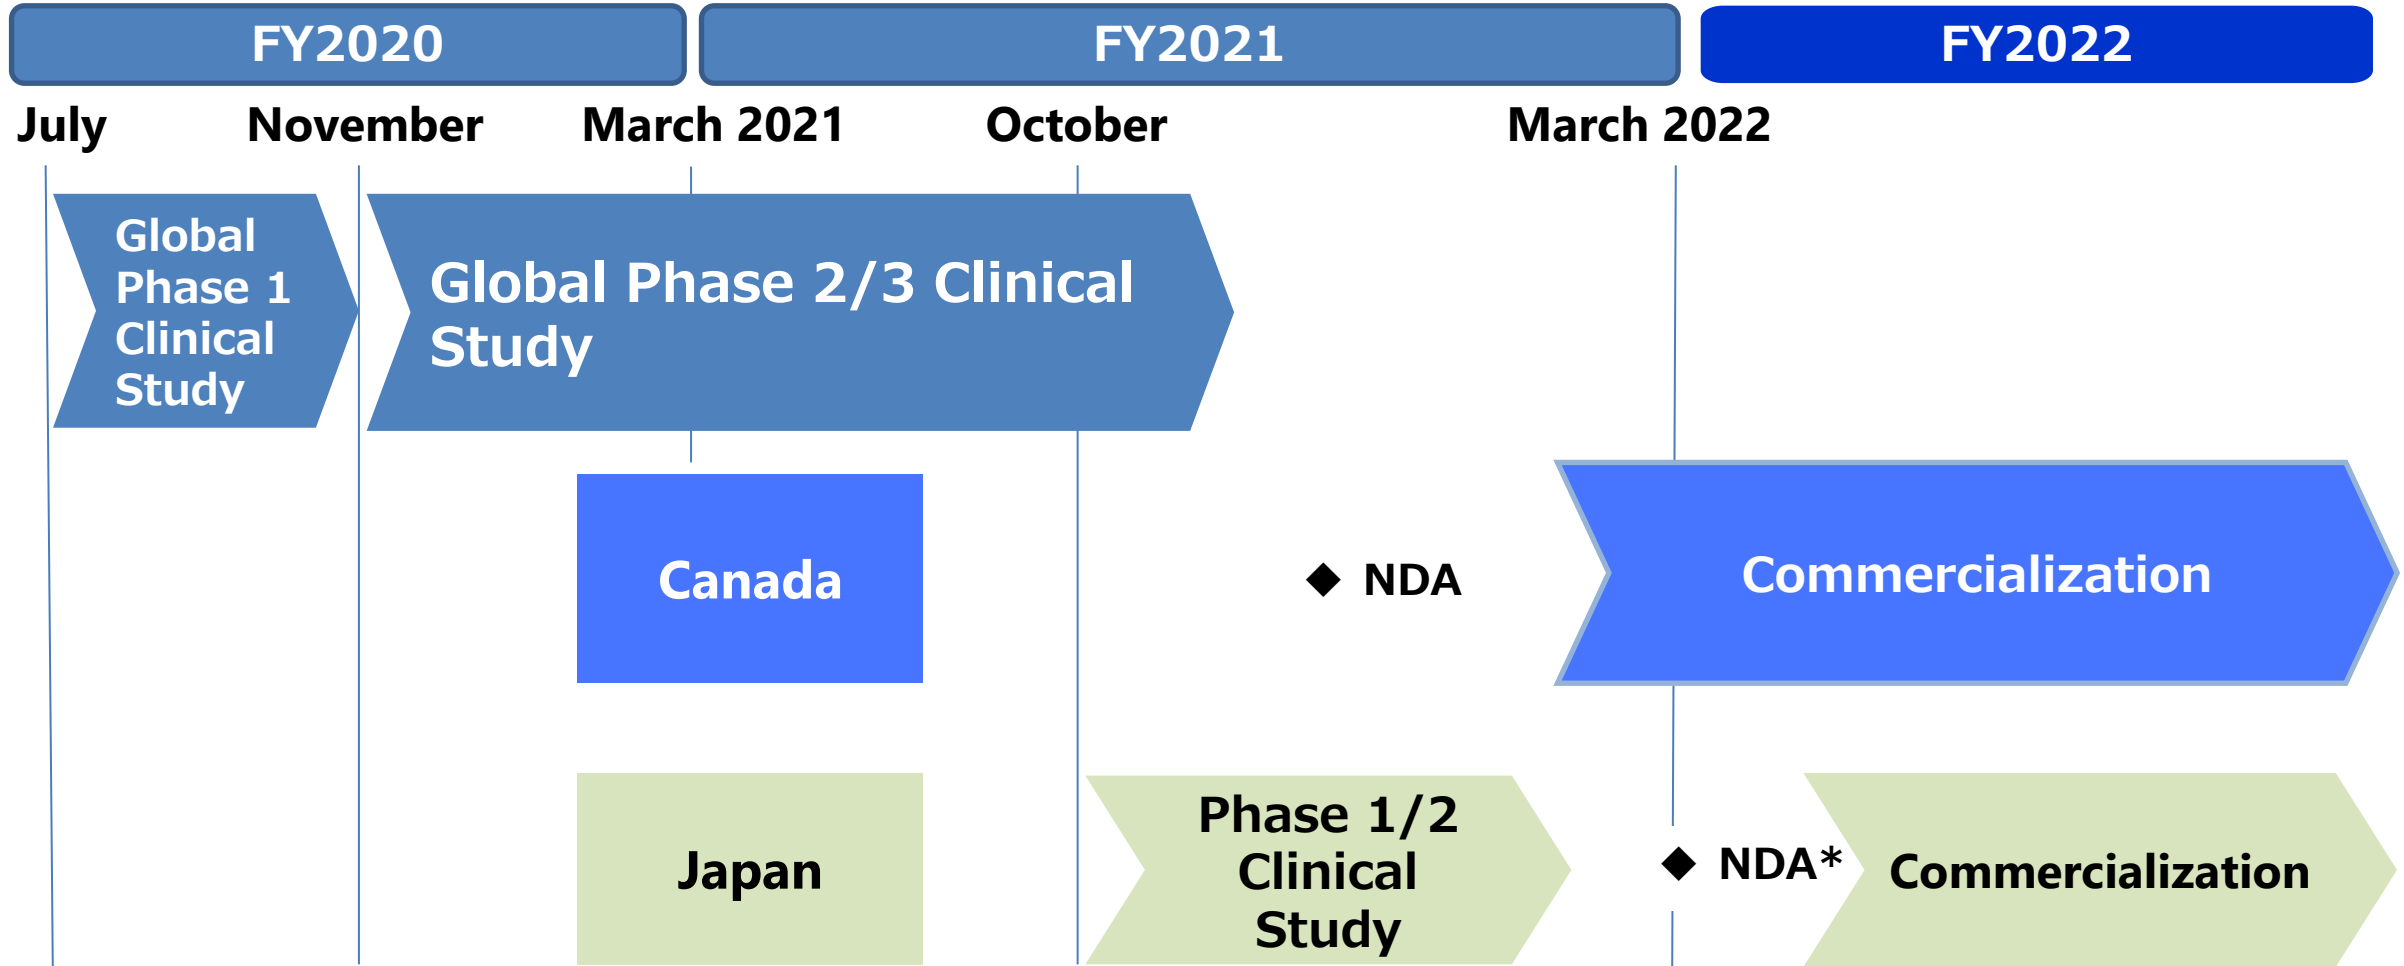 FY2020
FY2021
FY2022
July
November
March 2021
October
March 2022
Global
Phase 1
Clinical
Study
Global Phase 2/3 Clinical
Study
Canada
◆ NDA
Commercialization
Japan
Phase 1/2
Clinical
Study
◆ NDA*
Commercialization